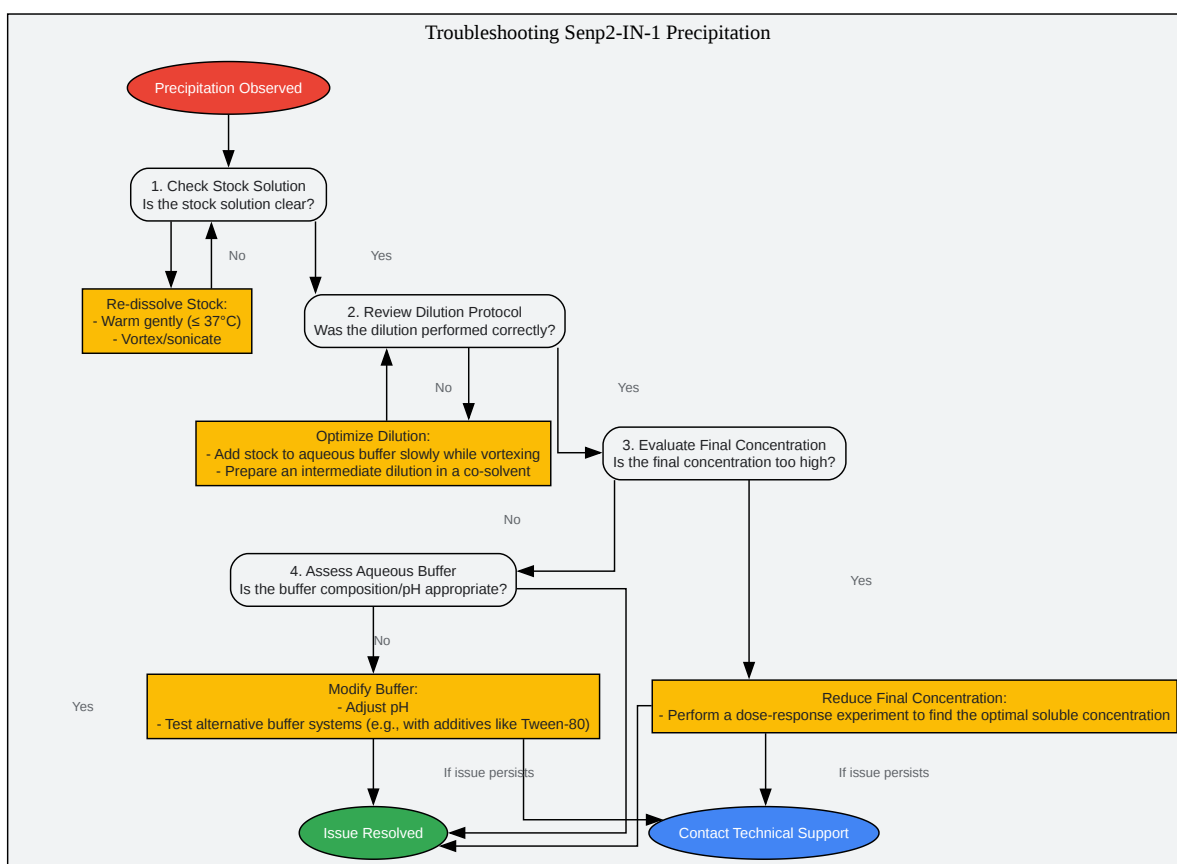 Troubleshooting Senp2-IN-1 Precipitation
Precipitation Observed
1. Check Stock Solution
Is the stock solution clear?
No
Yes
Re-dissolve Stock:
- Warm gently (≤ 37°C)
- Vortex/sonicate
2. Review Dilution Protocol
Was the dilution performed correctly?
No
Yes
Optimize Dilution:
- Add stock to aqueous buffer slowly while vortexing
- Prepare an intermediate dilution in a co-solvent
3. Evaluate Final Concentration
Is the final concentration too high?
No
Yes
4. Assess Aqueous Buffer
Is the buffer composition/pH appropriate?
No
Yes
Modify Buffer:
- Adjust pH
- Test alternative buffer systems (e.g., with additives like Tween-80)
Reduce Final Concentration:
- Perform a dose-response experiment to find the optimal soluble concentration
If issue persists
If issue persists
Issue Resolved
Contact Technical Support